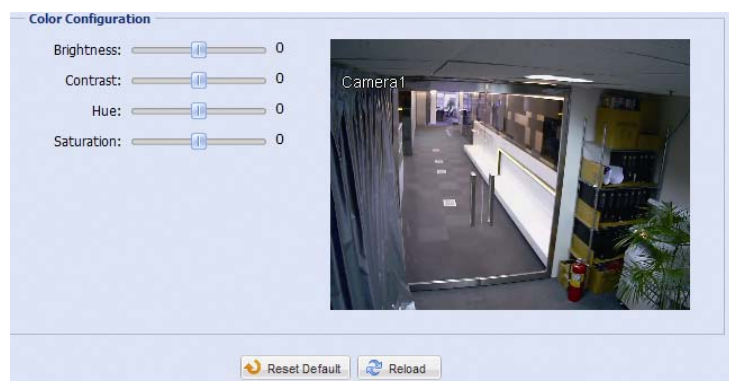 Color Configuration
Brightness: 0
Contrast: 0
Hue: 0
Saturation: 0
Camera1
Reset Default
Reload